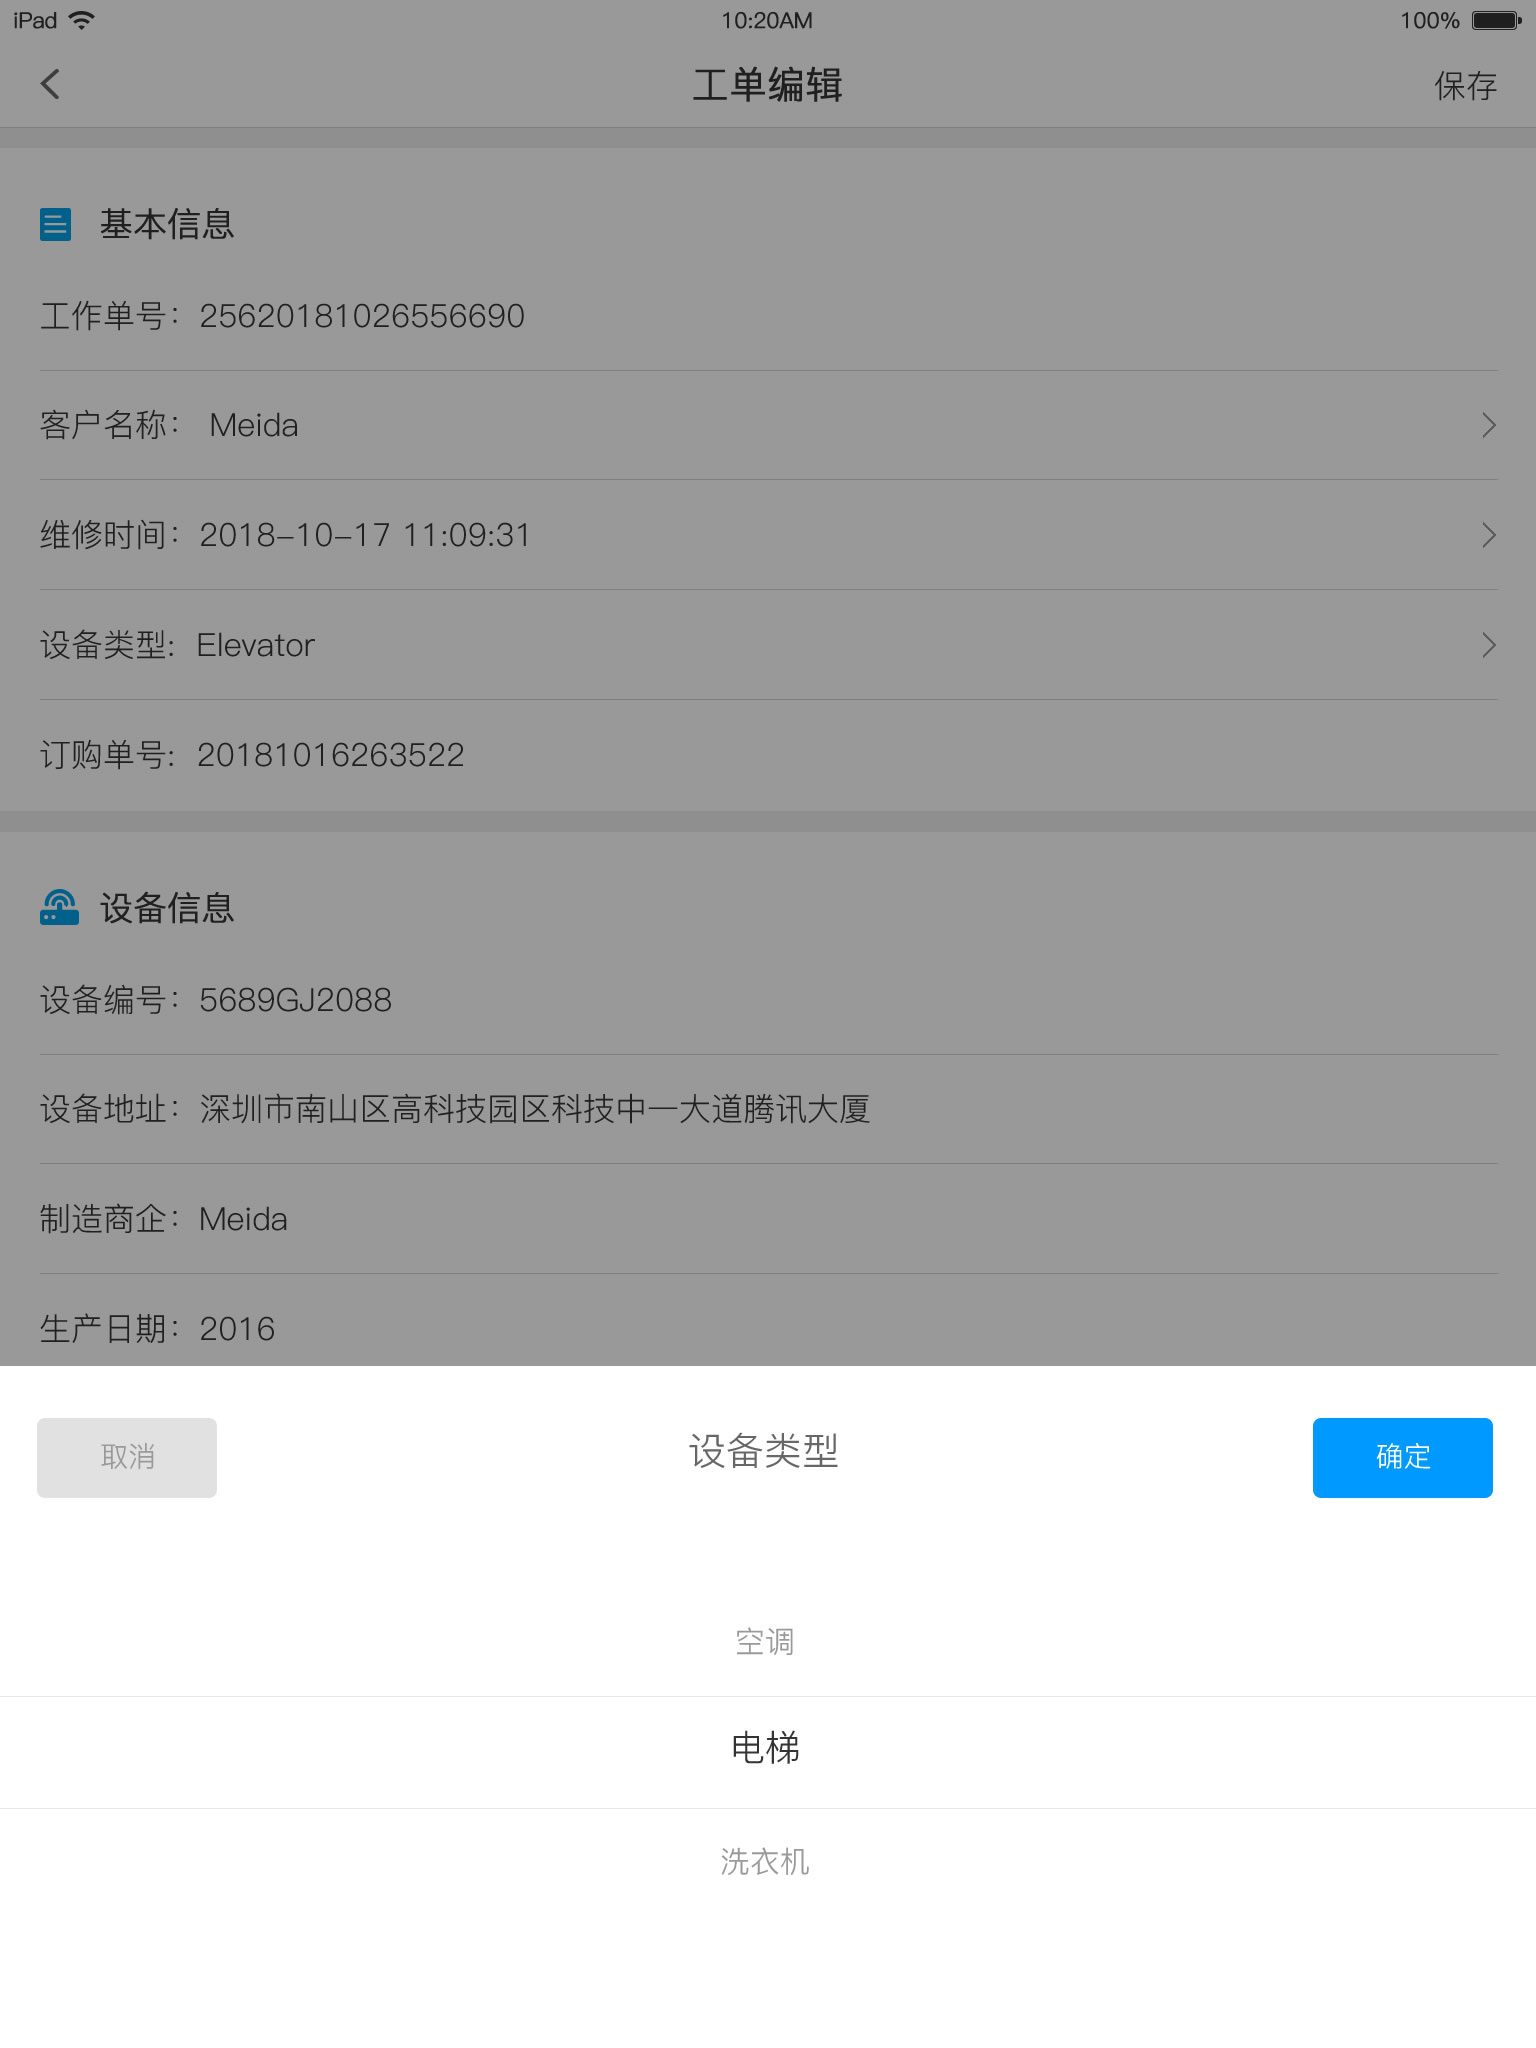 iPad 10:20AM 100%
工单编辑 保存
基本信息
工作单号：25620181026556690
客户名称： Meida
维修时间：2018-10-17 11:09:31
设备类型: Elevator
订购单号: 20181016263522
设备信息
设备编号：5689GJ2088
设备地址：深圳市南山区高科技园区科技中一大道腾讯大厦
制造商企：Meida
生产日期：2016
取消 设备类型 确定
空调
电梯
洗衣机